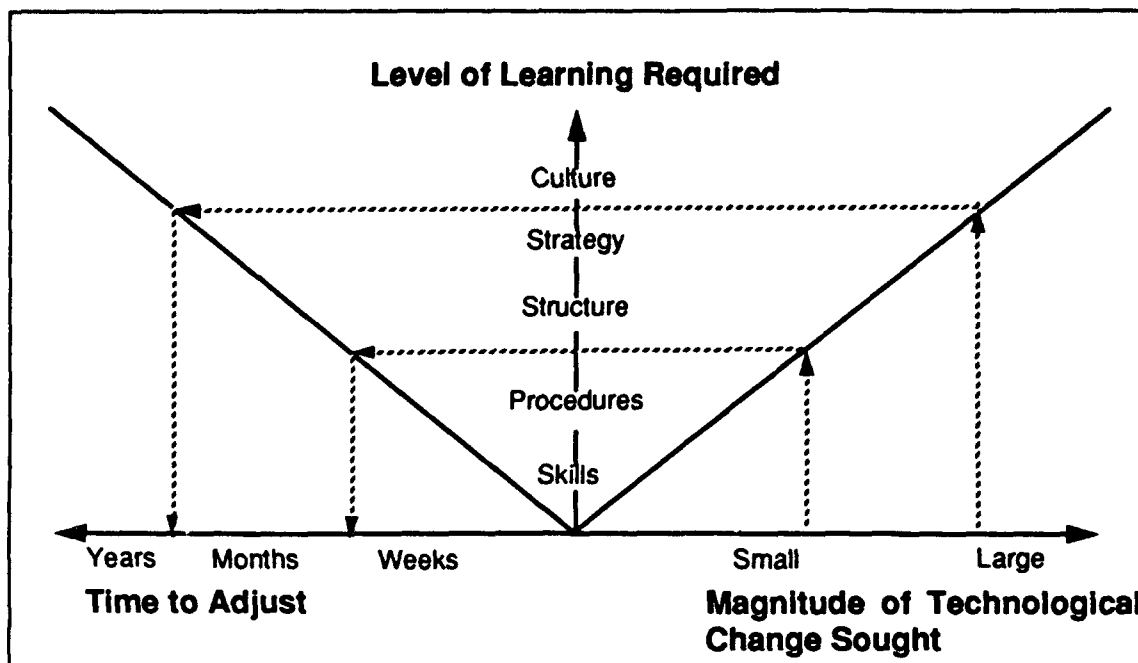 Level of Learning Required
Culture
Strategy
Structure
Procedures
Skills
Years Months Weeks Small Large
Time to Adjust
Magnitude of Technological
Change Sought